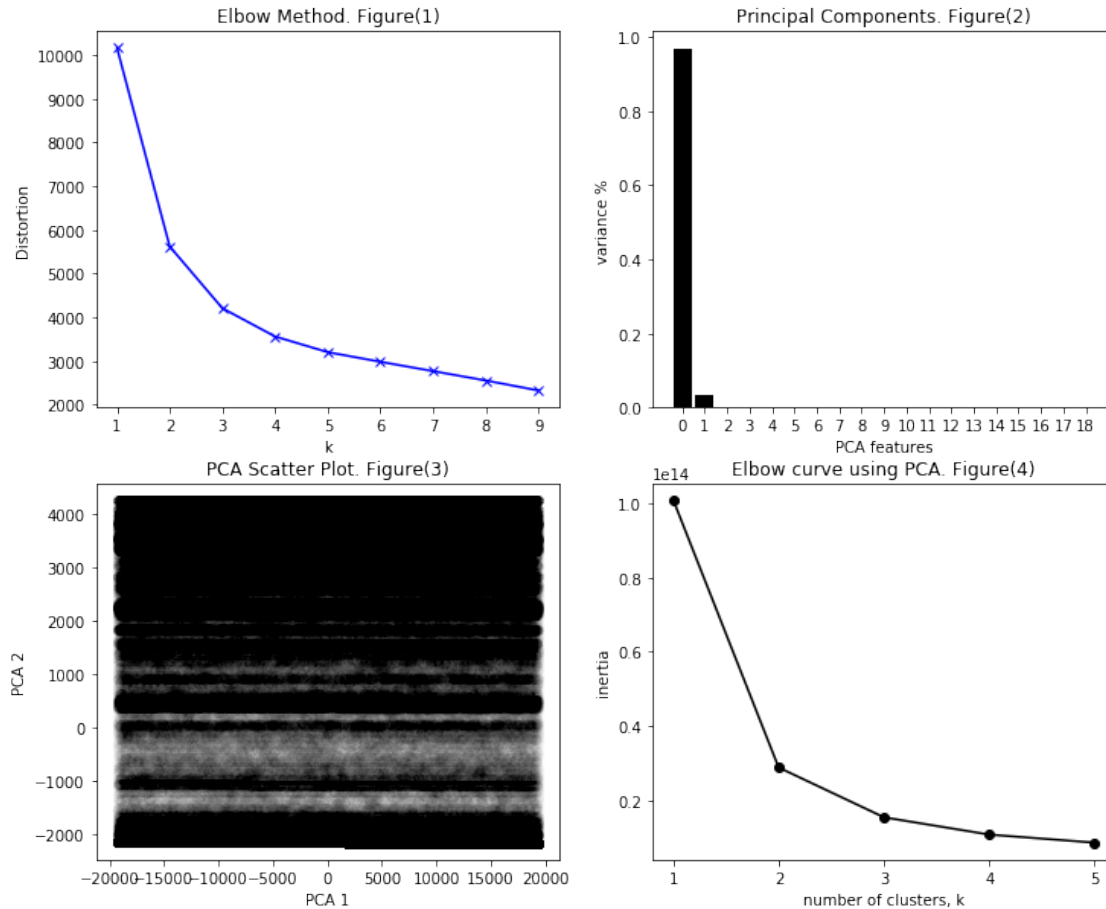 Elbow Method. Figure(1)
10000
9000
8000
7000
6000
5000
4000
3000
2000
Distortion
1 2 3 4 5 6 7 8 9
k
Principal Components. Figure(2)
1.0
0.8
0.6
0.4
0.2
0.0
variance %
0 1 2 3 4 5 6 7 8 9 10 11 12 13 14 15 16 17 18
PCA features
PCA Scatter Plot. Figure(3)
4000
3000
2000
1000
0
−1000
−2000
PCA 2
−20000 −15000 −10000 −5000 0 5000 10000 15000 20000
PCA 1
Elbow curve using PCA. Figure(4)
1e14
1.0
0.8
0.6
0.4
0.2
inertia
1 2 3 4 5
number of clusters, k